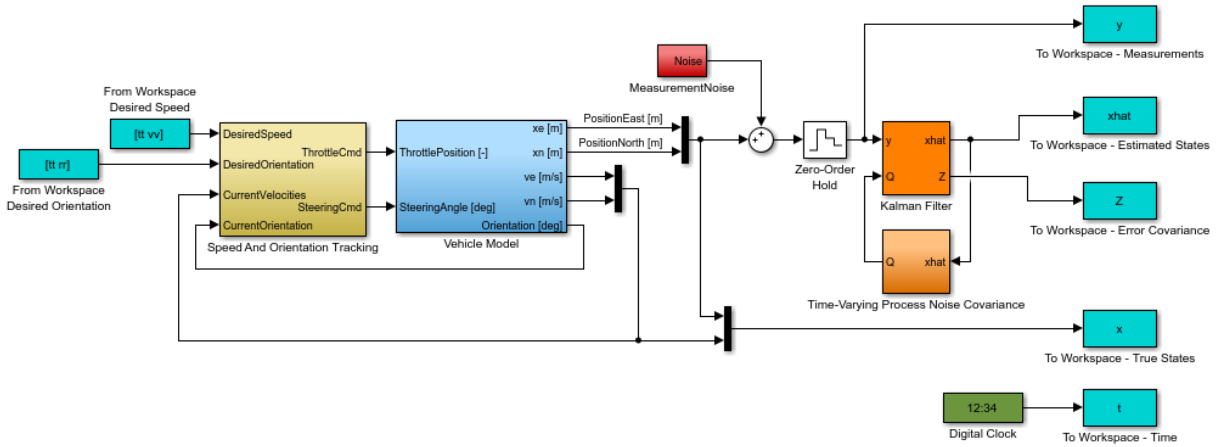 y
To Workspace - Measurements
Noise
MeasurementNoise
From Workspace
Desired Speed
[tt vv]
[tt rr]
From Workspace
Desired Orientation
DesiredSpeed
ThrottleCmd
DesiredOrientation
CurrentVelocities
SteeringCmd
CurrentOrientation
Speed And Orientation Tracking
ThrottlePosition [-]
SteeringAngle [deg]
xe [m]
xn [m]
ve [m/s]
vn [m/s]
Orientation [deg]
Vehicle Model
PositionEast [m]
PositionNorth [m]
+
+
Zero-Order
Hold
y
xhat
Q
Z
Kalman Filter
xhat
To Workspace - Estimated States
Z
To Workspace - Error Covariance
Q
xhat
Time-Varying Process Noise Covariance
x
To Workspace - True States
12:34
Digital Clock
t
To Workspace - Time